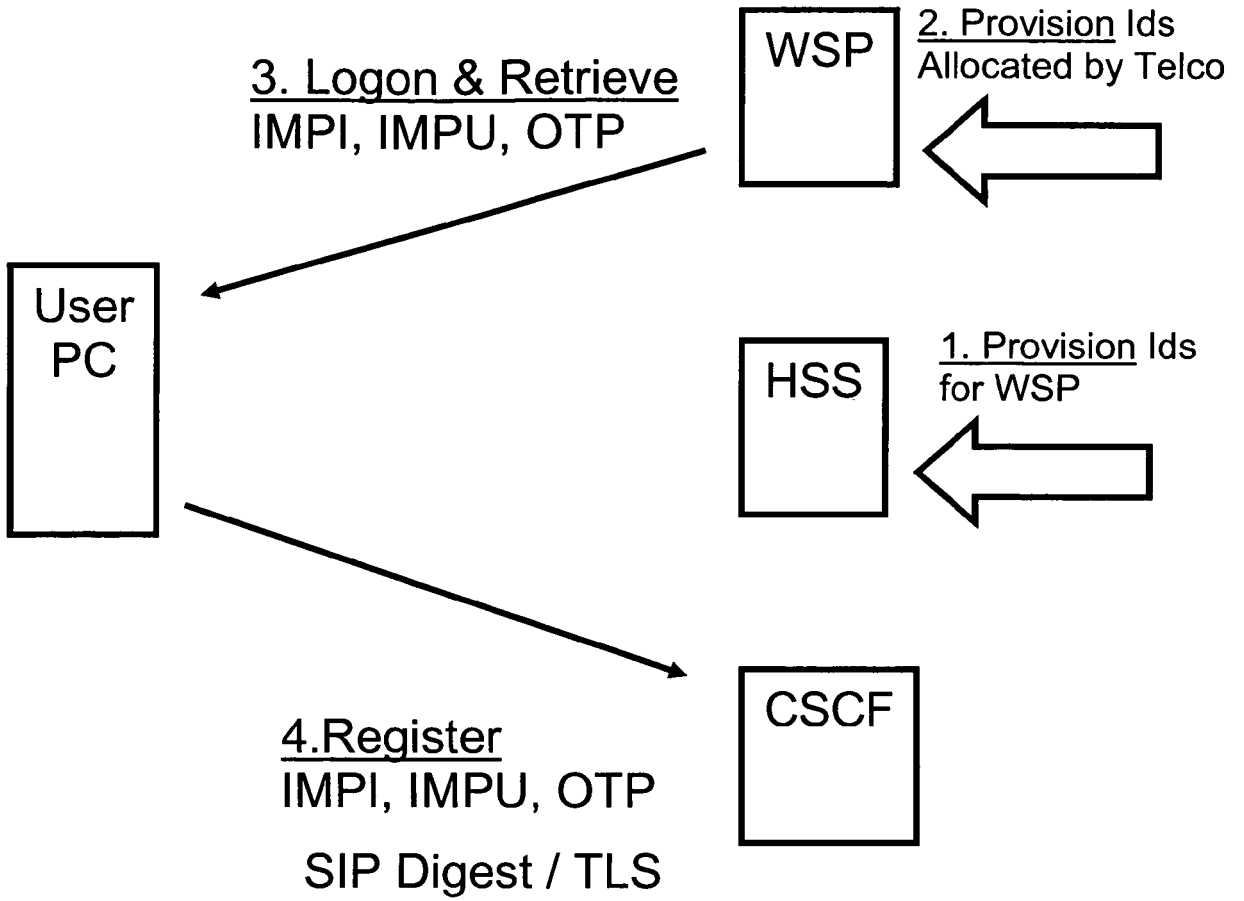 WSP
2. Provision Ids
Allocated by Telco
3. Logon & Retrieve
IMPI, IMPU, OTP
User
PC
HSS
1. Provision Ids
for WSP
CSCF
4.Register
IMPI, IMPU, OTP
SIP Digest / TLS